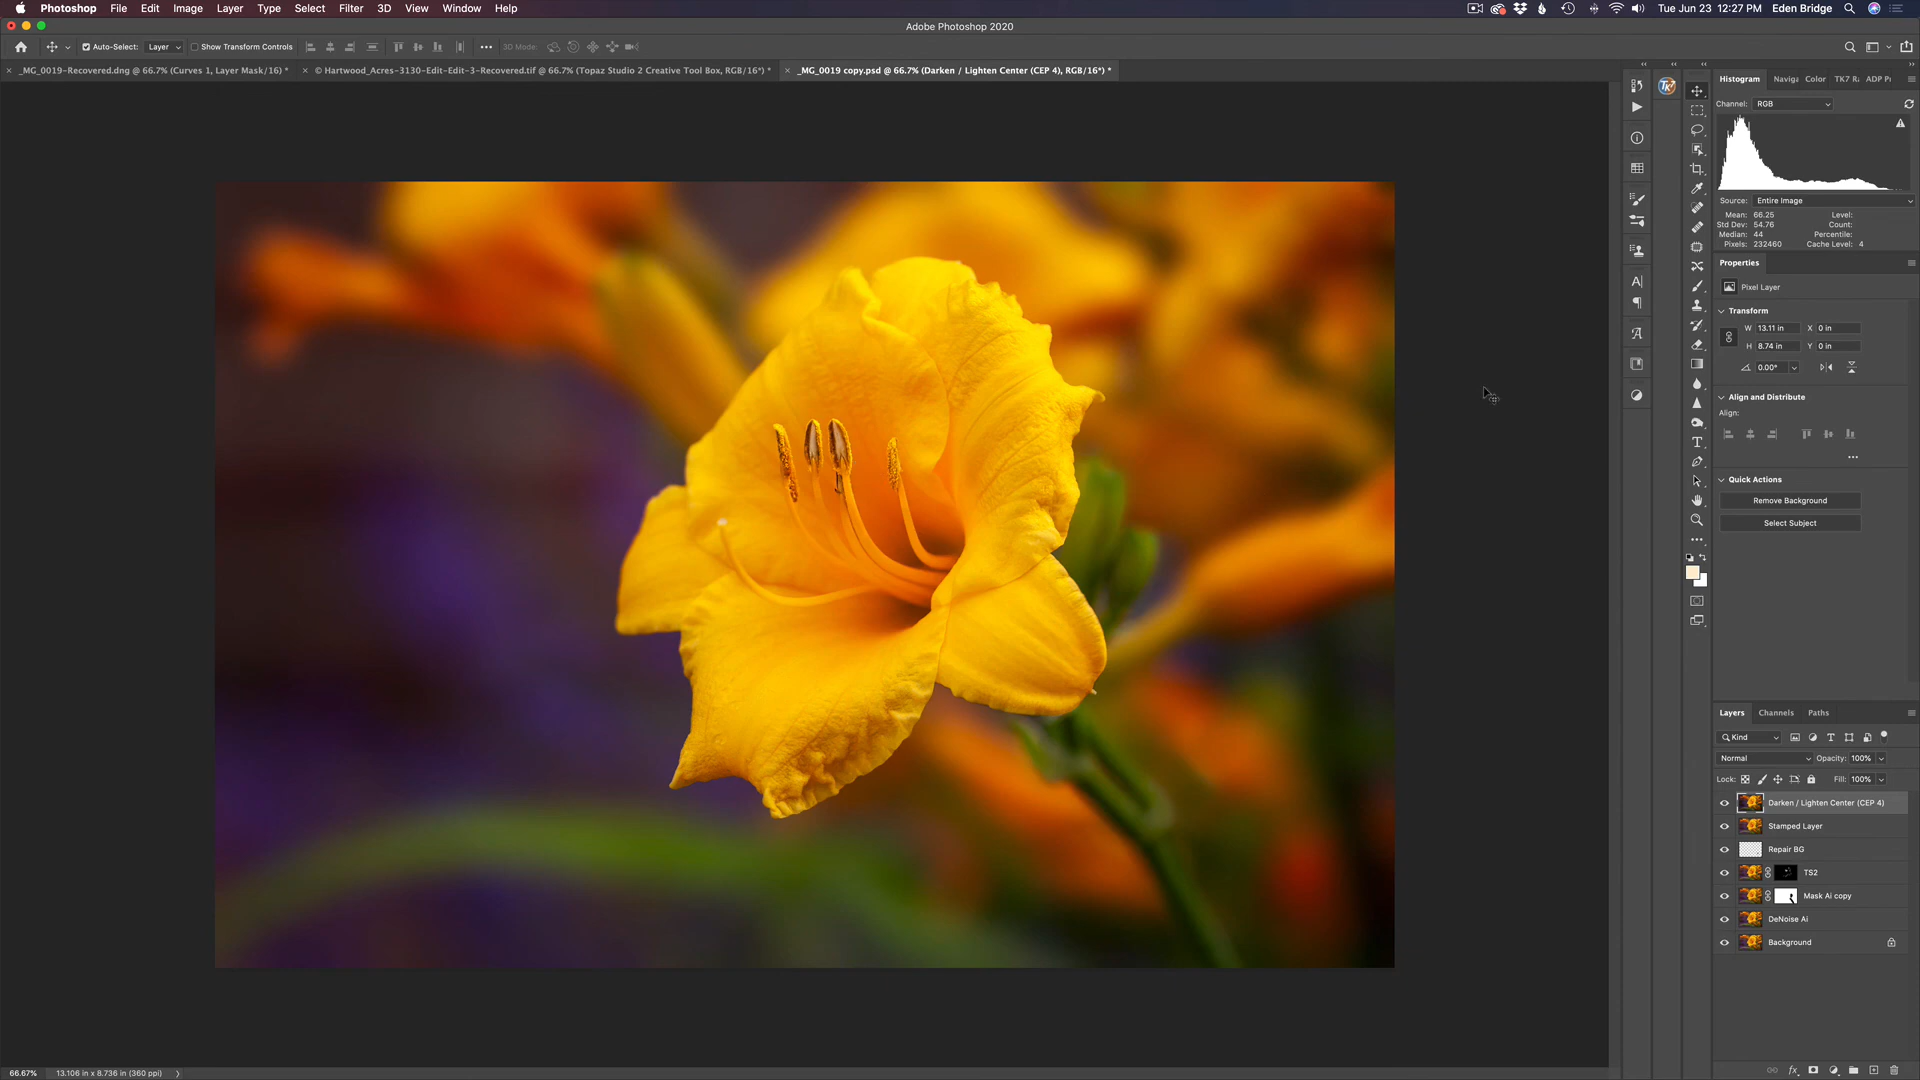 Photoshop File Edit Image Layer Type Select Filter 3D View Window Help Tue Jun 23 12:27 PM Eden Bridge
Adobe Photoshop 2020
Auto-Select: Layer Show Transform Controls 3D Mode:
_MG_0019-Recovered.dng @ 66.7% (Curves 1, Layer Mask/16) *
© Hartwood_Acres-3130-Edit-Edit-3-Recovered.tif @ 66.7% (Topaz Studio 2 Creative Tool Box, RGB/16*) *
_MG_0019 copy.psd @ 66.7% (Darken / Lighten Center (CEP 4), RGB/16*) *
Histogram Naviga Color TK7 R ADP P
Channel: RGB
Source: Entire Image
Mean: 66.25 Level:
Std Dev: 54.76 Count:
Median: 44 Percentile:
Pixels: 232460 Cache Level: 4
Properties
Pixel Layer
Transform
W 13.11 in X 0 in
H 8.74 in Y 0 in
0.00°
Align and Distribute
Align:
Quick Actions
Remove Background
Select Subject
Layers Channels Paths
Kind
Normal Opacity: 100%
Lock: Fill: 100%
Darken / Lighten Center (CEP 4)
Stamped Layer
Repair BG
TS2
Mask Ai copy
DeNoise Ai
Background
66.67% 13.106 in x 8.736 in (360 ppi)